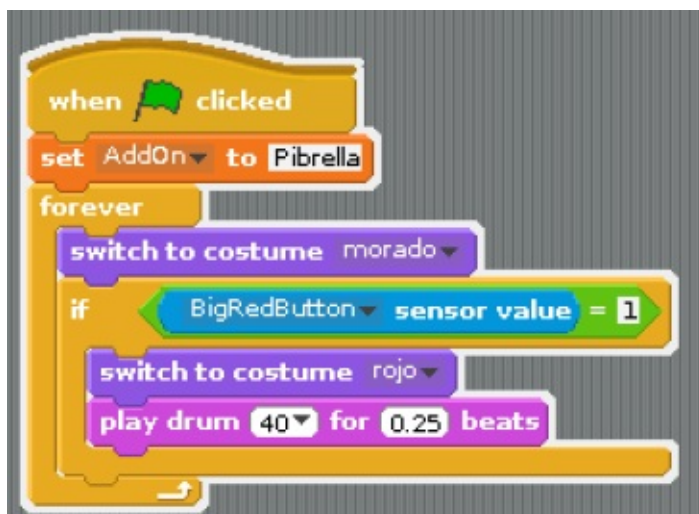 when clicked
set AddOn to Pibrella
forever
switch to costume morado
if BigRedButton sensor value = 1
switch to costume rojo
play drum 40 for 0.25 beats